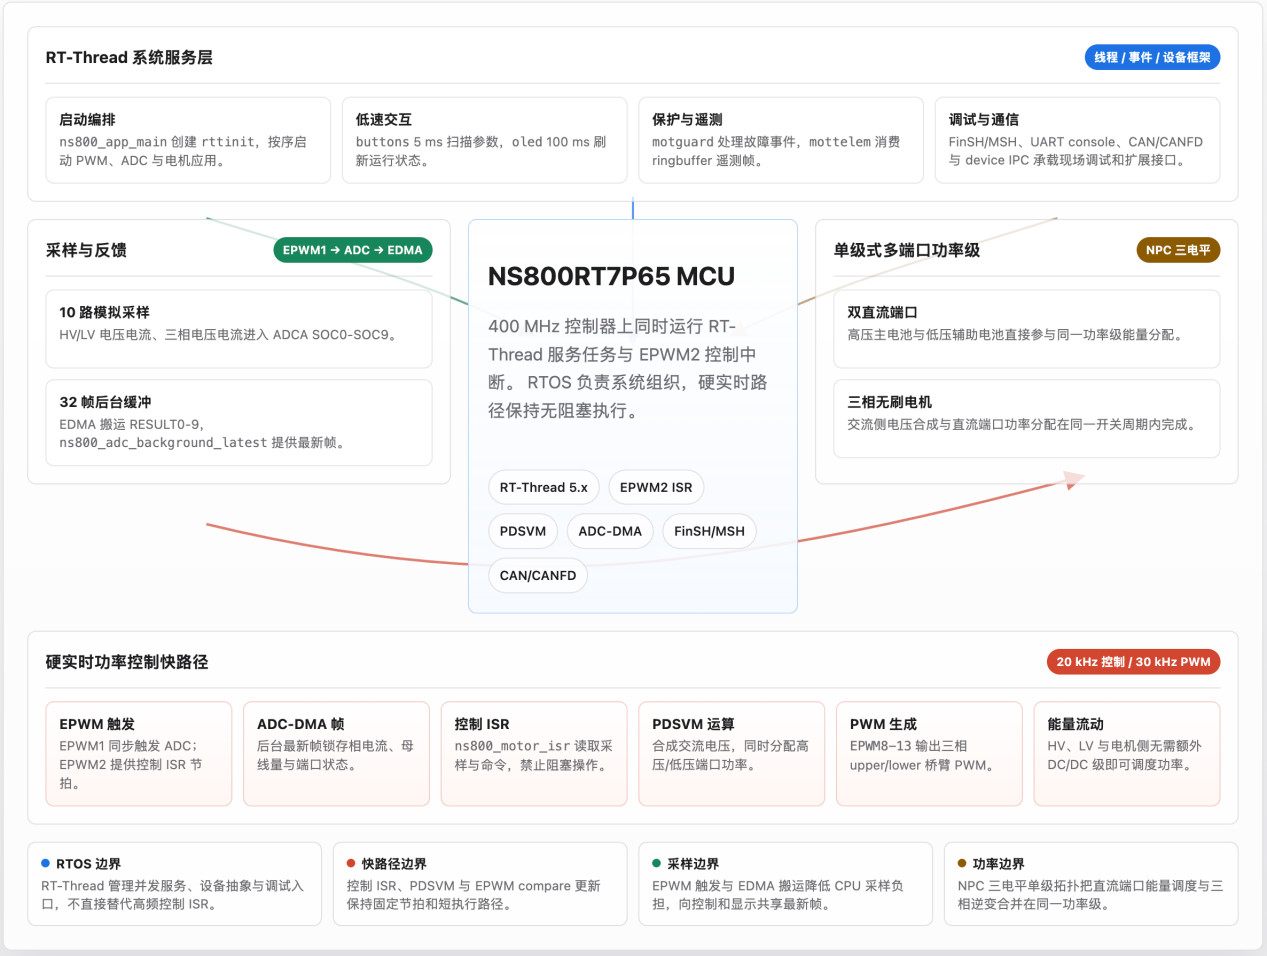 RT-Thread 系统服务层
线程 / 事件 / 设备框架
启动编排
ns800_app_main 创建 rttinit，按序启
动 PWM、ADC 与电机应用。
低速交互
buttons 5 ms 扫描参数，oled 100 ms 刷
新运行状态。
保护与遥测
motguard 处理故障事件，mottelem 消费
ringbuffer 遥测帧。
调试与通信
FinSH/MSH、UART console、CAN/CANFD
与 device IPC 承载现场调试和扩展接口。
采样与反馈
EPWM1 → ADC → EDMA
10 路模拟采样
HV/LV 电压电流、三相电压电流进入 ADCA SOC0-SOC9。
32 帧后台缓冲
EDMA 搬运 RESULT0-9，
ns800_adc_background_latest 提供最新帧。
NS800RT7P65 MCU
400 MHz 控制器上同时运行 RT-
Thread 服务任务与 EPWM2 控制中
断。 RTOS 负责系统组织，硬实时路
径保持无阻塞执行。
RT-Thread 5.x
EPWM2 ISR
PDSVM
ADC-DMA
FinSH/MSH
CAN/CANFD
单级式多端口功率级
NPC 三电平
双直流端口
高压主电池与低压辅助电池直接参与同一功率级能量分配。
三相无刷电机
交流侧电压合成与直流端口功率分配在同一开关周期内完成。
硬实时功率控制快路径
20 kHz 控制 / 30 kHz PWM
EPWM 触发
EPWM1 同步触发 ADC；
EPWM2 提供控制 ISR 节
拍。
ADC-DMA 帧
后台最新帧锁存相电流、母
线量与端口状态。
控制 ISR
ns800_motor_isr 读取采
样与命令，禁止阻塞操作。
PDSVM 运算
合成交流电压，同时分配高
压/低压端口功率。
PWM 生成
EPWM8–13 输出三相
upper/lower 桥臂 PWM。
能量流动
HV、LV 与电机侧无需额外
DC/DC 级即可调度功率。
RTOS 边界
RT-Thread 管理并发服务、设备抽象与调试入
口，不直接替代高频控制 ISR。
快路径边界
控制 ISR、PDSVM 与 EPWM compare 更新
保持固定节拍和短执行路径。
采样边界
EPWM 触发与 EDMA 搬运降低 CPU 采样负
担，向控制和显示共享最新帧。
功率边界
NPC 三电平单级拓扑把直流端口能量调度与三
相逆变合并在同一功率级。